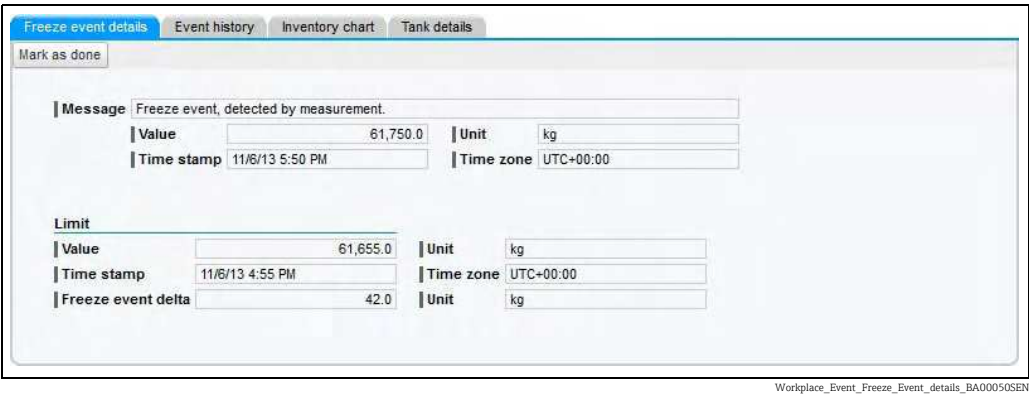 Freeze event details Event history Inventory chart Tank details
Mark as done
Message Freeze event, detected by measurement.
Value 61,750.0 Unit kg
Time stamp 11/6/13 5:50 PM Time zone UTC+00:00
Limit
Value 61,655.0 Unit kg
Time stamp 11/6/13 4:55 PM Time zone UTC+00:00
Freeze event delta 42.0 Unit kg
Workplace_Event_Freeze_Event_details_BA00050SEN